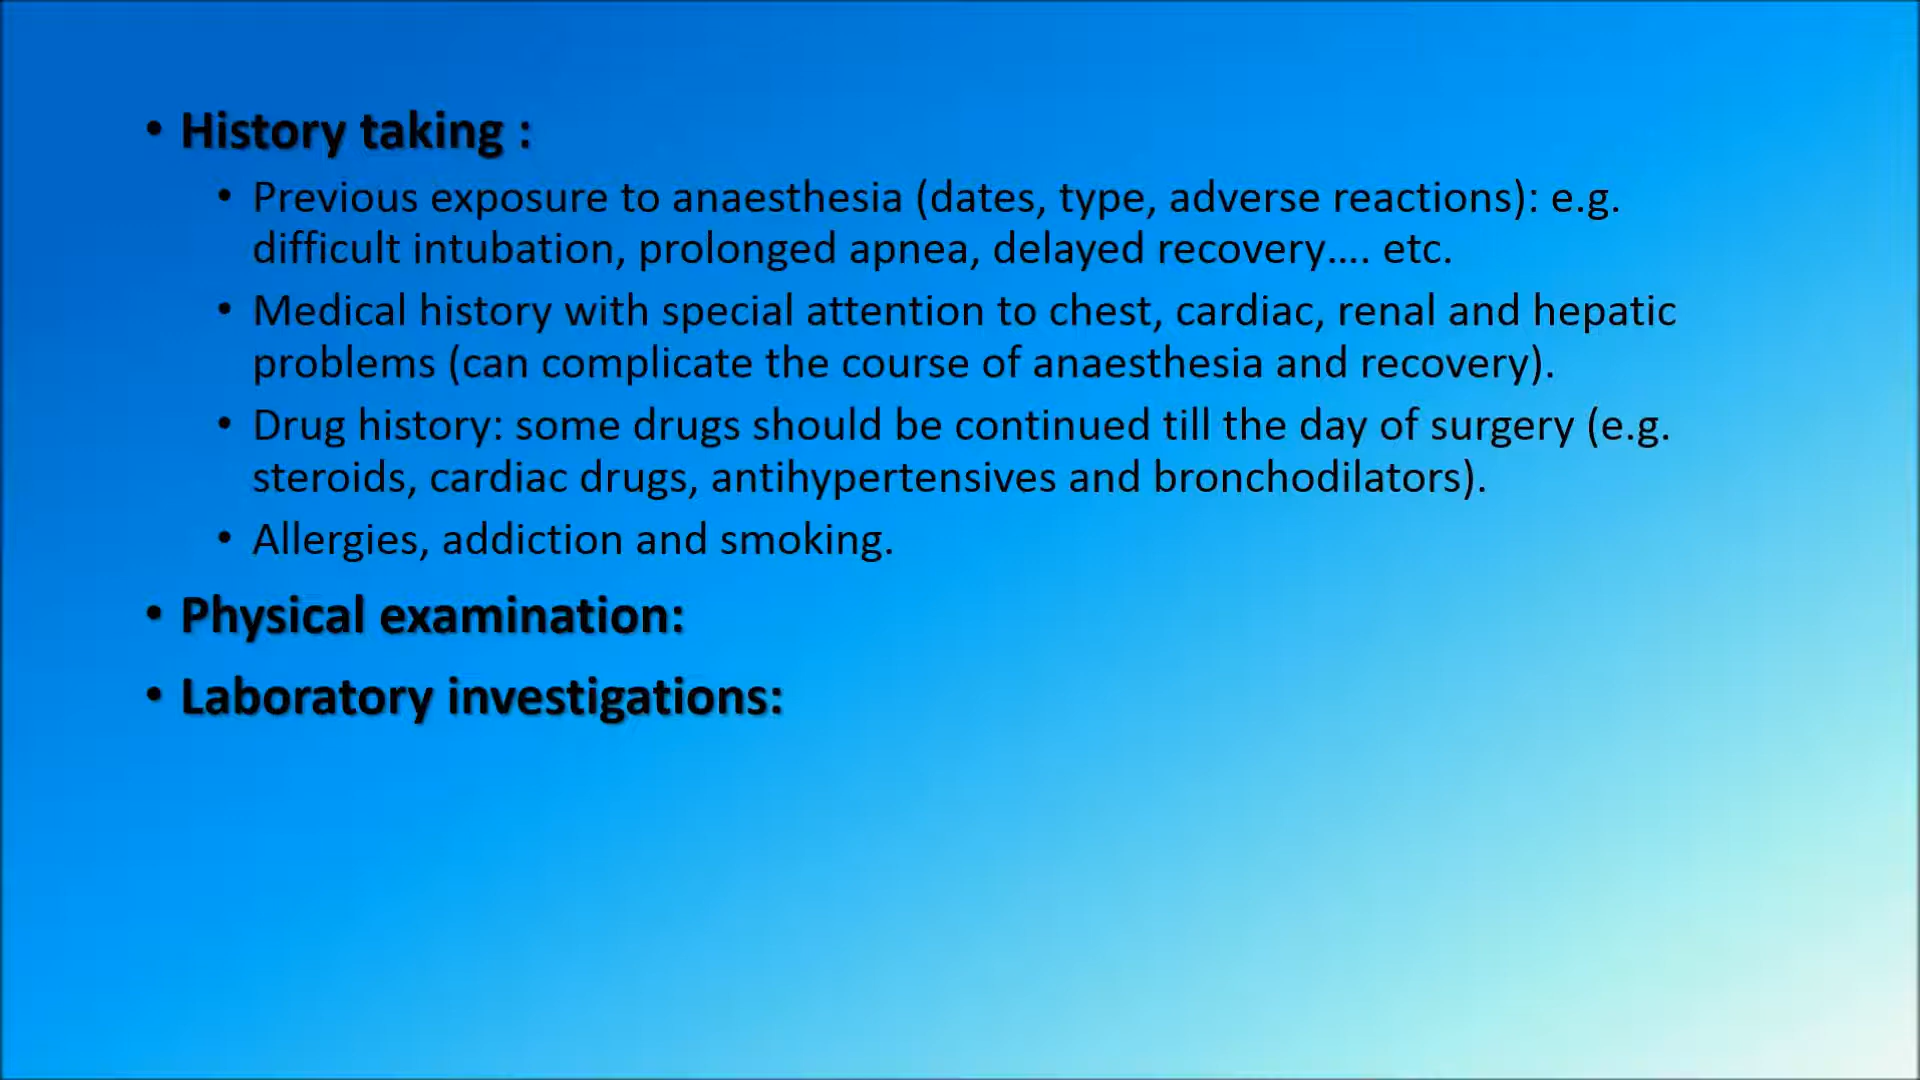 • History taking :
• Previous exposure to anaesthesia (dates, type, adverse reactions): e.g.
difficult intubation, prolonged apnea, delayed recovery…. etc.
• Medical history with special attention to chest, cardiac, renal and hepatic
problems (can complicate the course of anaesthesia and recovery).
• Drug history: some drugs should be continued till the day of surgery (e.g.
steroids, cardiac drugs, antihypertensives and bronchodilators).
• Allergies, addiction and smoking.
• Physical examination:
• Laboratory investigations: